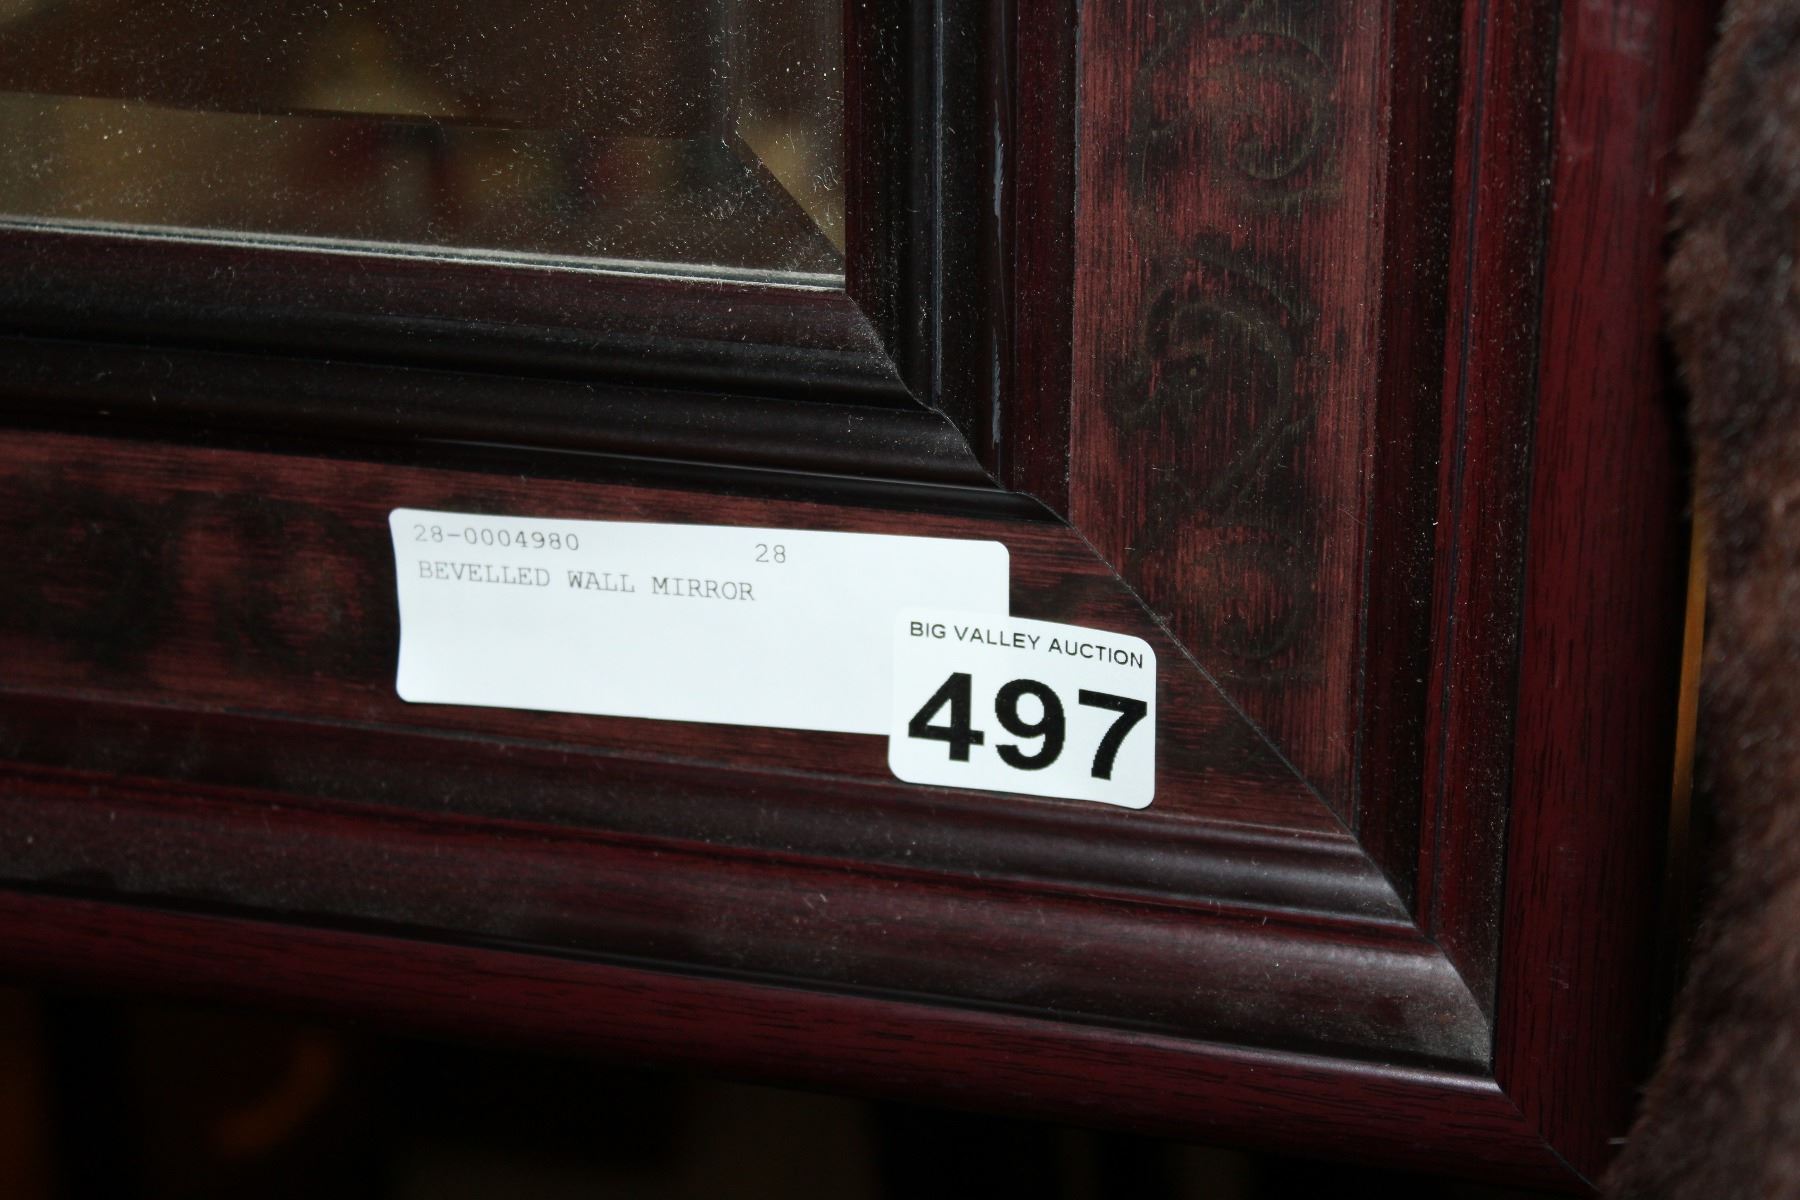 28-0004980 28
BEVELLED WALL MIRROR
BIG VALLEY AUCTION
497